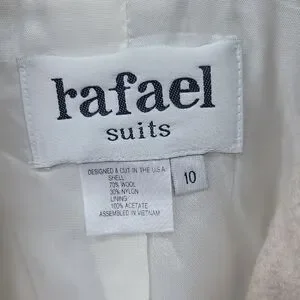 rafael
suits
DESIGNED & CUT IN THE U.S.A
SHELL:
70% WOOL
30% NYLON
LINING:
100% ACETATE
ASSEMBLED IN VIETNAM
10